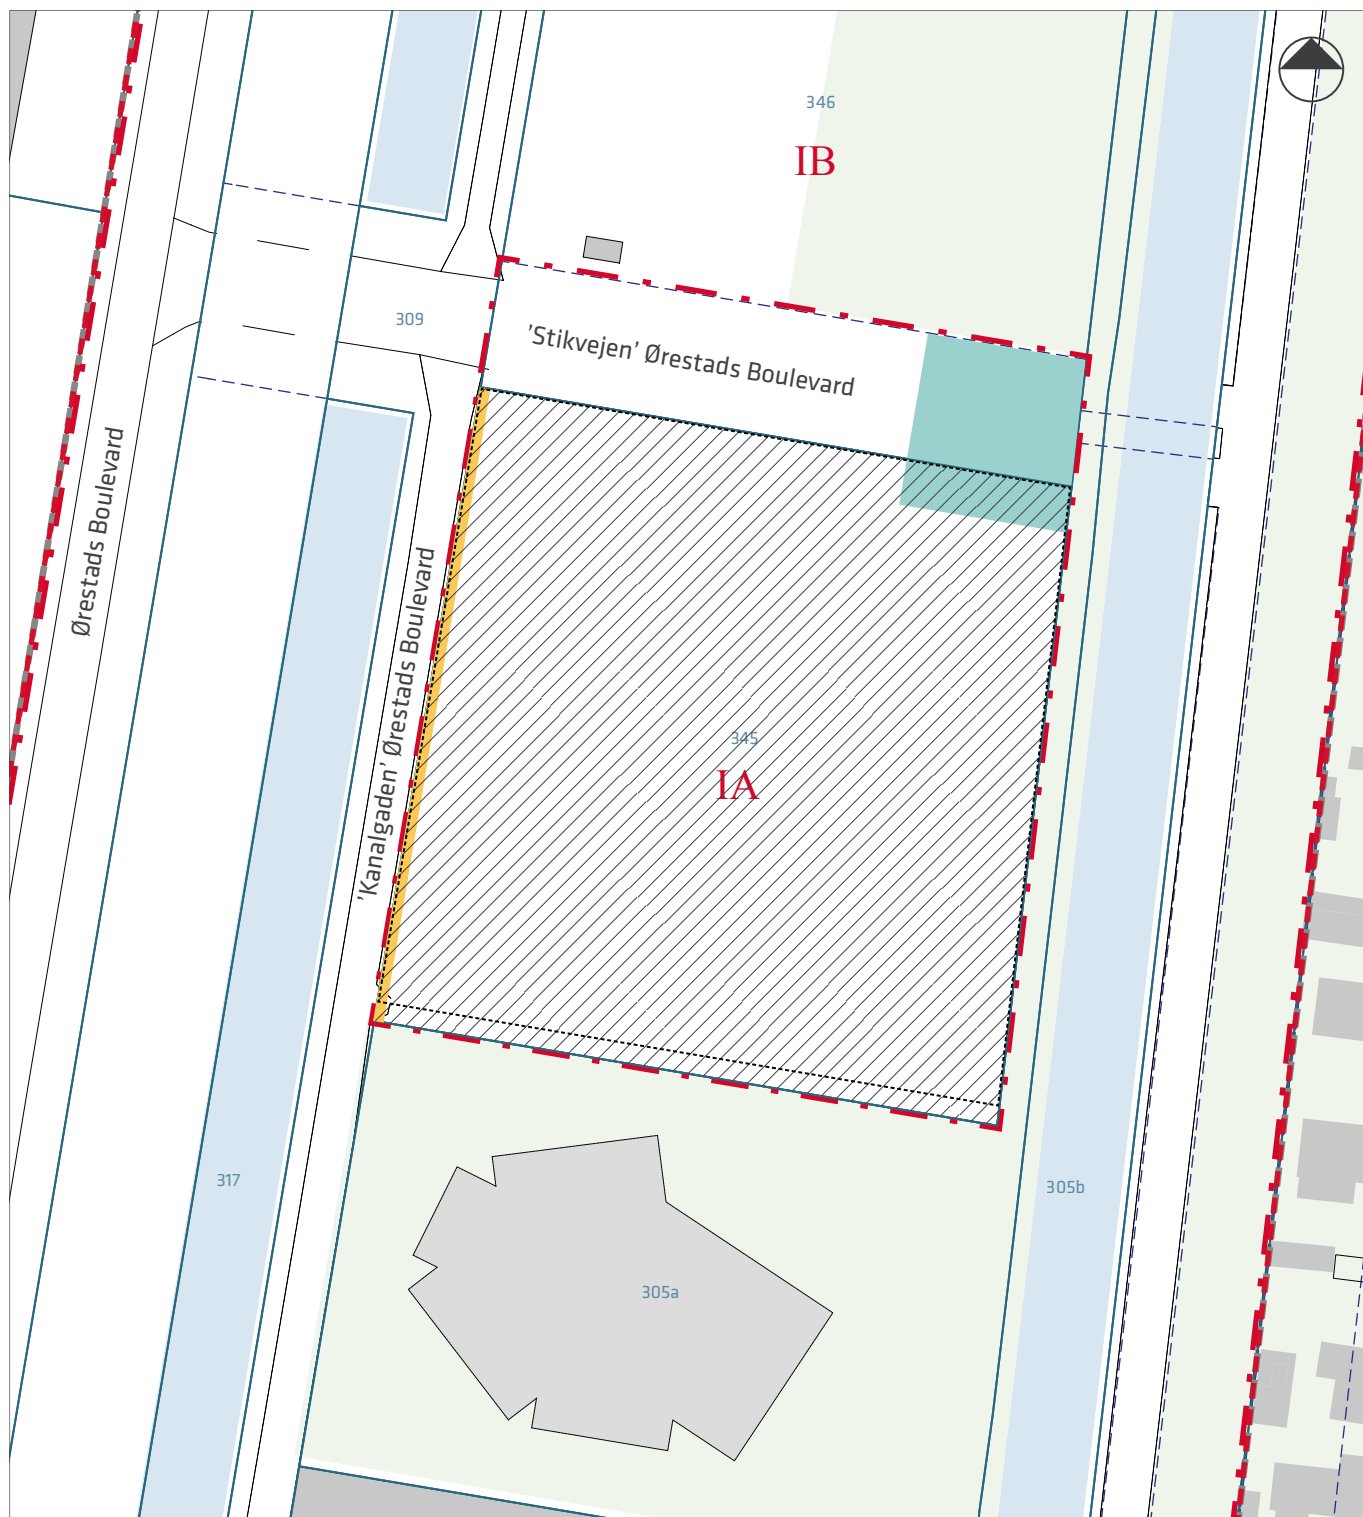 346
IB
309
’Stikvejen’ Ørestads Boulevard
Ørestads Boulevard
’Kanalgaden’ Ørestads Boulevard
345
IA
317
305b
305a